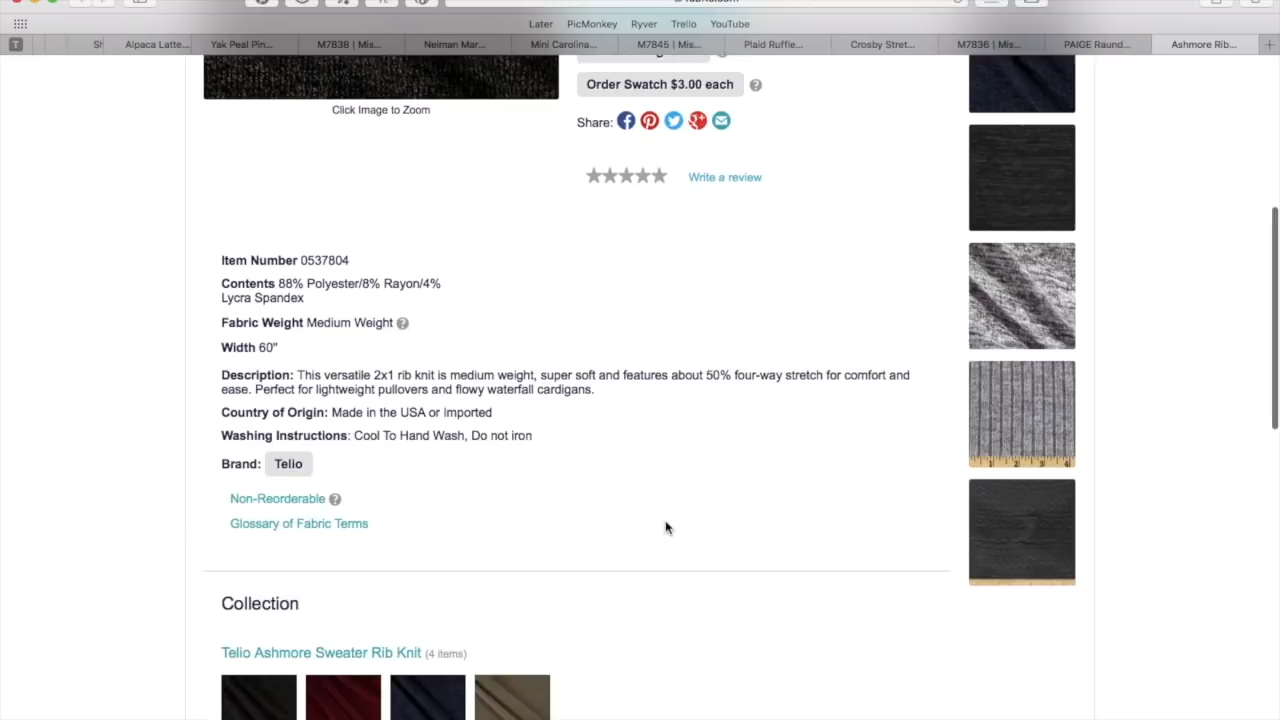 Later PicMonkey Ryver Trello YouTube
T Alpaca Latte... Yak Peal Pin... M7838 | Mis... Neiman Mar... Mini Carolina... M7845 | Mis... Plaid Ruffle... Crosby Stret... M7836 | Mis... PAIGE Raund... Ashmore Rib... +
Order Swatch $3.00 each ?
Click Image to Zoom
Share:
Write a review
Item Number 0537804
Contents 88% Polyester/8% Rayon/4%
Lycra Spandex
Fabric Weight Medium Weight ?
Width 60"
Description: This versatile 2x1 rib knit is medium weight, super soft and features about 50% four-way stretch for comfort and
ease. Perfect for lightweight pullovers and flowy waterfall cardigans.
Country of Origin: Made in the USA or Imported
Washing Instructions: Cool To Hand Wash, Do not iron
Brand: Telio
Non-Reorderable ?
Glossary of Fabric Terms
Collection
Telio Ashmore Sweater Rib Knit (4 items)